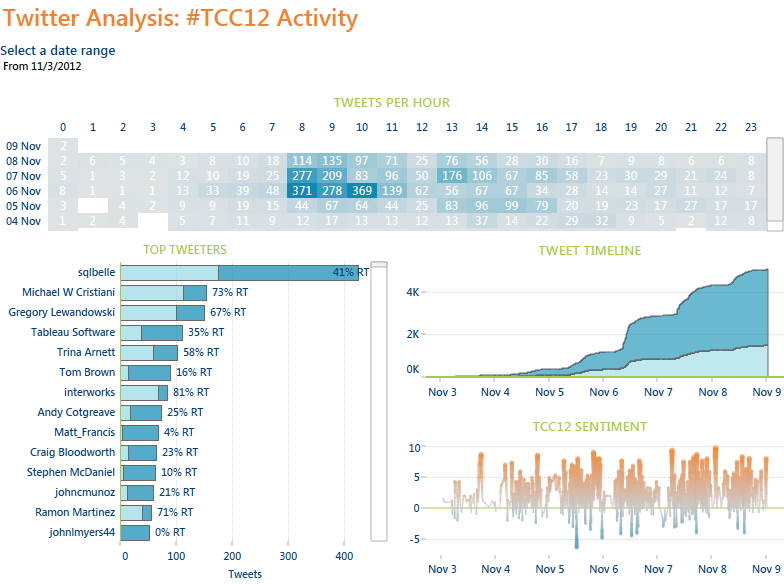 Twitter Analysis: #TCC12 Activity
Select a date range
From 11/3/2012
TWEETS PER HOUR
0 1 2 3 4 5 6 7 8 9 10 11 12 13 14 15 16 17 18 19 20 21 22 23
09 Nov 2
08 Nov 2 6 5 4 2 10 10 18 114 135 97 71 25 76 56 28 30 16 7 9 8 6 6 8
07 Nov 5 1 3 2 12 10 19 25 277 209 83 96 50 176 106 67 85 58 23 30 29 21 24 8
06 Nov 8 1 1 1 13 33 39 48 371 278 369 139 62 56 67 67 34 28 14 14 27 11 12 7
05 Nov 3 2 4 9 9 19 15 44 67 64 44 25 83 96 99 79 20 19 23 17 27 17 17
04 Nov 1 2 4 5 7 11 9 12 17 13 13 12 13 37 14 22 29 32 9 5 2 12 8
TOP TWEETERS
sqlbelle 41% RT
Michael W Cristiani 73% RT
Gregory Lewandowski 67% RT
Tableau Software 35% RT
Trina Arnett 58% RT
Tom Brown 16% RT
interworks 81% RT
Andy Cotgreave 25% RT
Matt_Francis 4% RT
Craig Bloodworth 23% RT
Stephen McDaniel 10% RT
johncmunoz 21% RT
Ramon Martinez 71% RT
johnlmyers44 0% RT
0 100 200 300 400
Tweets
TWEET TIMELINE
4K
2K
0K
Nov 3 Nov 4 Nov 5 Nov 6 Nov 7 Nov 8 Nov 9
TCC12 SENTIMENT
10
5
0
-5
Nov 3 Nov 4 Nov 5 Nov 6 Nov 7 Nov 8 Nov 9